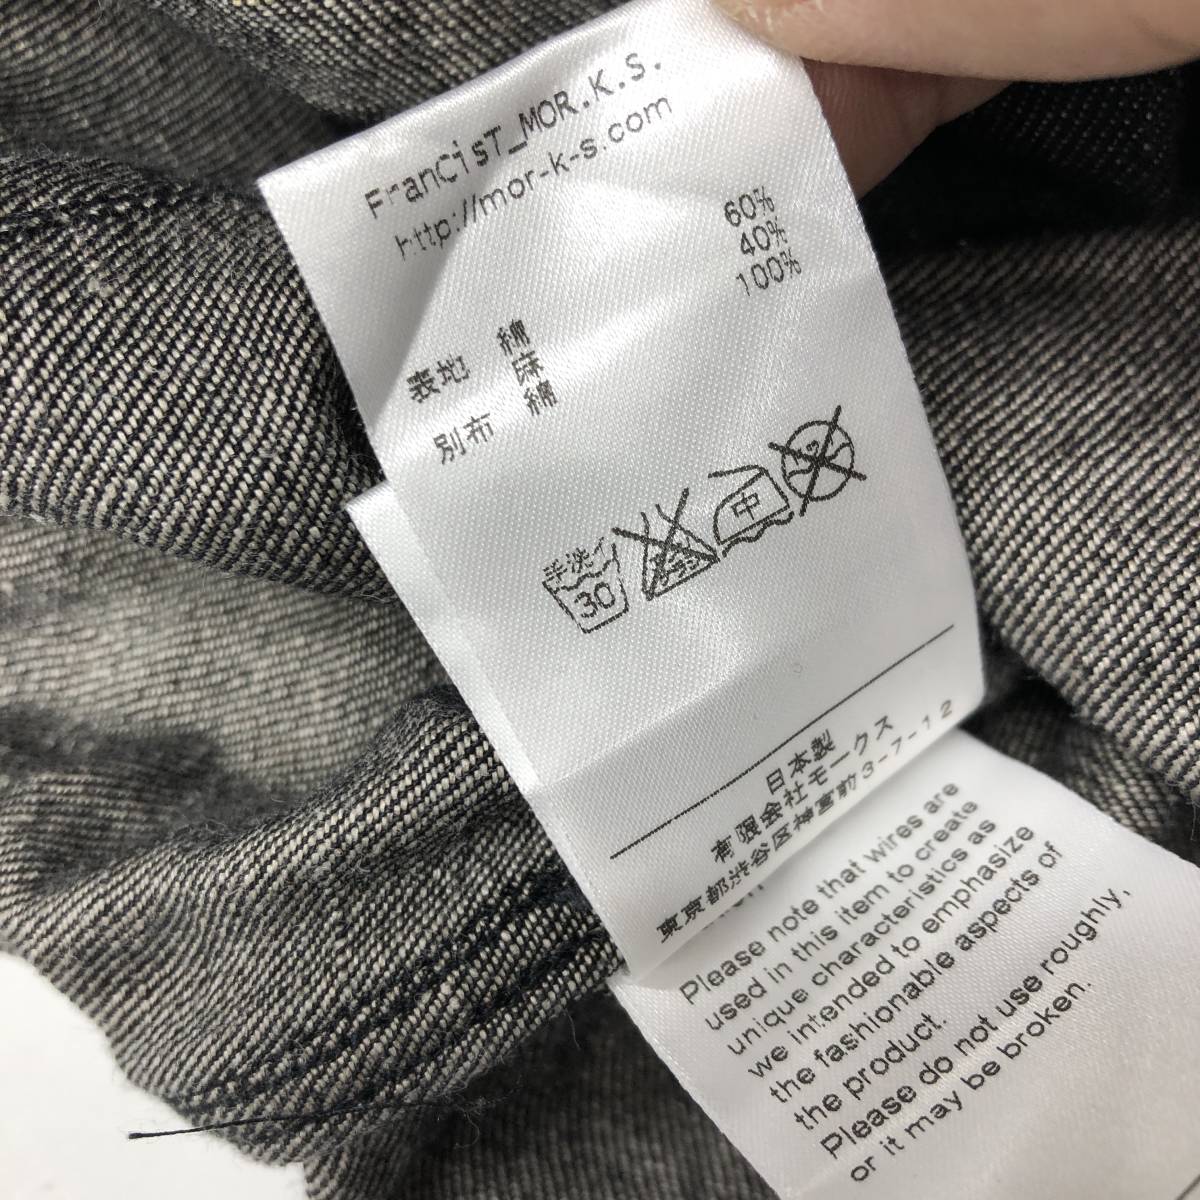 FranCisT_MOR.K.S.
http://mor-k-s.com
表地 綿 60%
麻 40%
別布 綿 100%
手洗イ
30
中
日本製
有限会社モークス
東京都渋谷区神宮前3-7-12
Please note that wires are
used in this item to create
unique characteristics as
we intended to emphasize
the fashionable aspects of
the product.
Please do not use roughly,
or it may be broken.